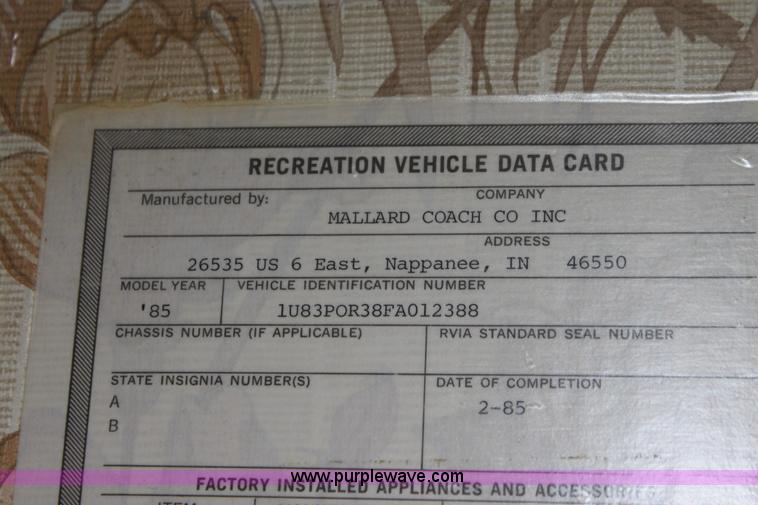 RECREATION VEHICLE DATA CARD
Manufactured by: COMPANY
MALLARD COACH CO INC
ADDRESS
26535 US 6 East, Nappanee, IN 46550
MODEL YEAR VEHICLE IDENTIFICATION NUMBER
'85 1U83POR38FA012388
CHASSIS NUMBER (IF APPLICABLE) RVIA STANDARD SEAL NUMBER
STATE INSIGNIA NUMBER(S) DATE OF COMPLETION
A 2-85
B
www.purplewave.com
FACTORY INSTALLED APPLIANCES AND ACCESSORIES
ITEM